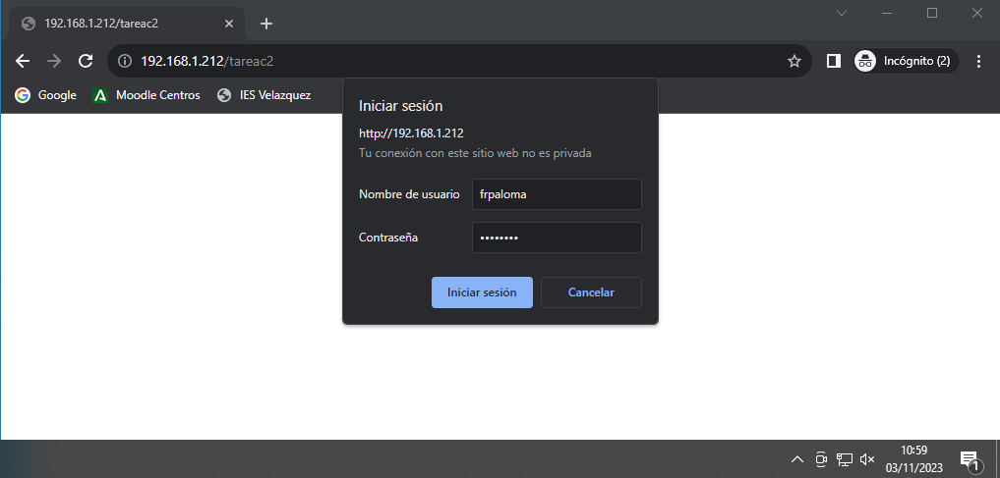 192.168.1.212/tareac2
192.168.1.212/tareac2
Incógnito (2)
Google
Moodle Centros
IES Velazquez
Iniciar sesión
http://192.168.1.212
Tu conexión con este sitio web no es privada
Nombre de usuario
frpaloma
Contraseña
••••••••
Iniciar sesión
Cancelar
10:59
03/11/2023
1